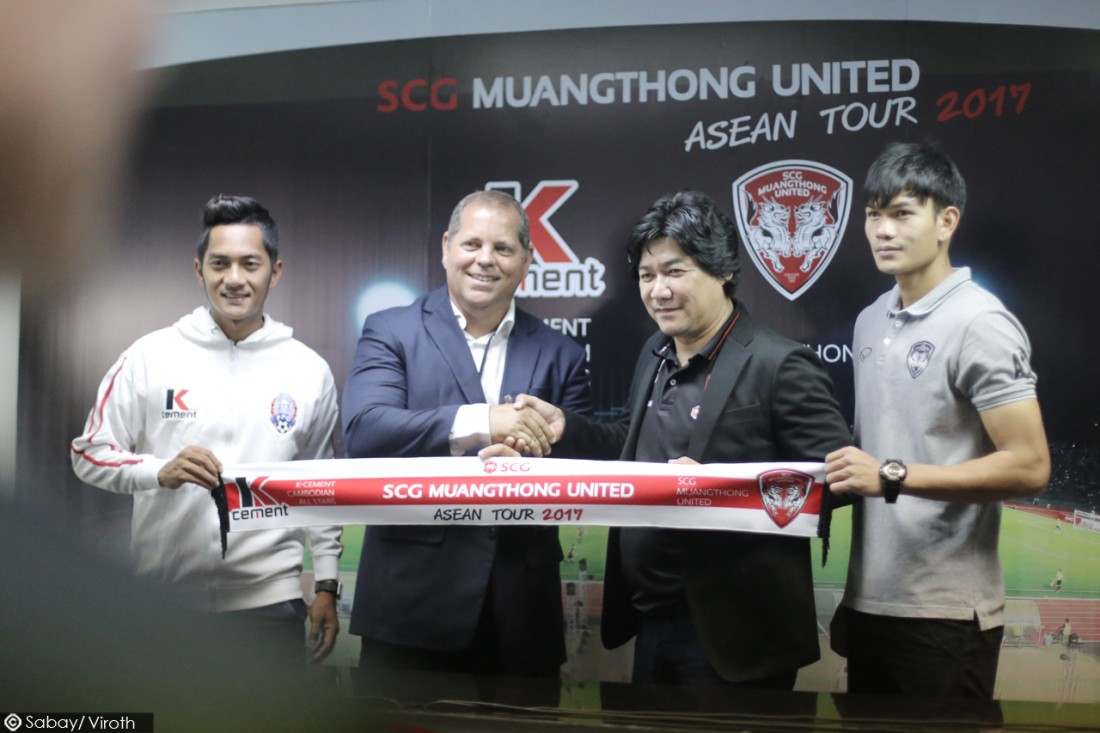 SCG MUANGTHONG UNITED
ASEAN TOUR 2017
SCG
MUANGTHONG
UNITED
K
cement
K
cement
SCG
K
cement
K-CEMENT
CAMBODIAN
ALL STARS
SCG MUANGTHONG UNITED
ASEAN TOUR 2017
SCG
MUANGTHONG
UNITED
© Sabay/ Viroth